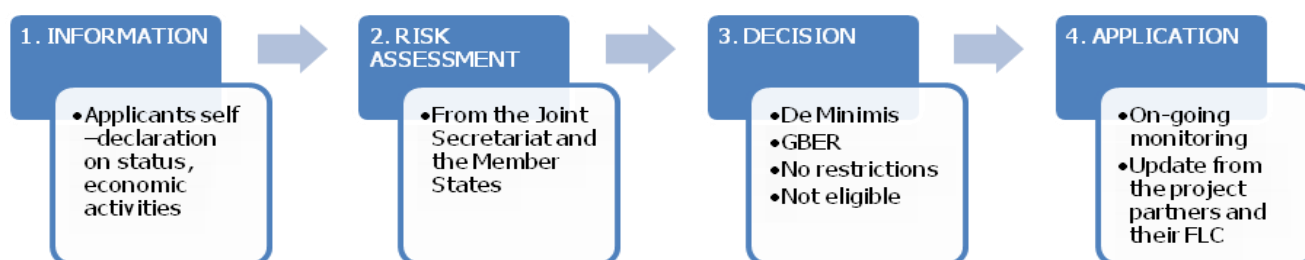 1. INFORMATION
•Applicants self
–declaration
on status,
economic
activities
2. RISK
ASSESSMENT
•From the Joint
Secretariat and
the Member
States
3. DECISION
•De Minimis
•GBER
•No restrictions
•Not eligible
4. APPLICATION
•On-going
monitoring
•Update from
the project
partners and
their FLC